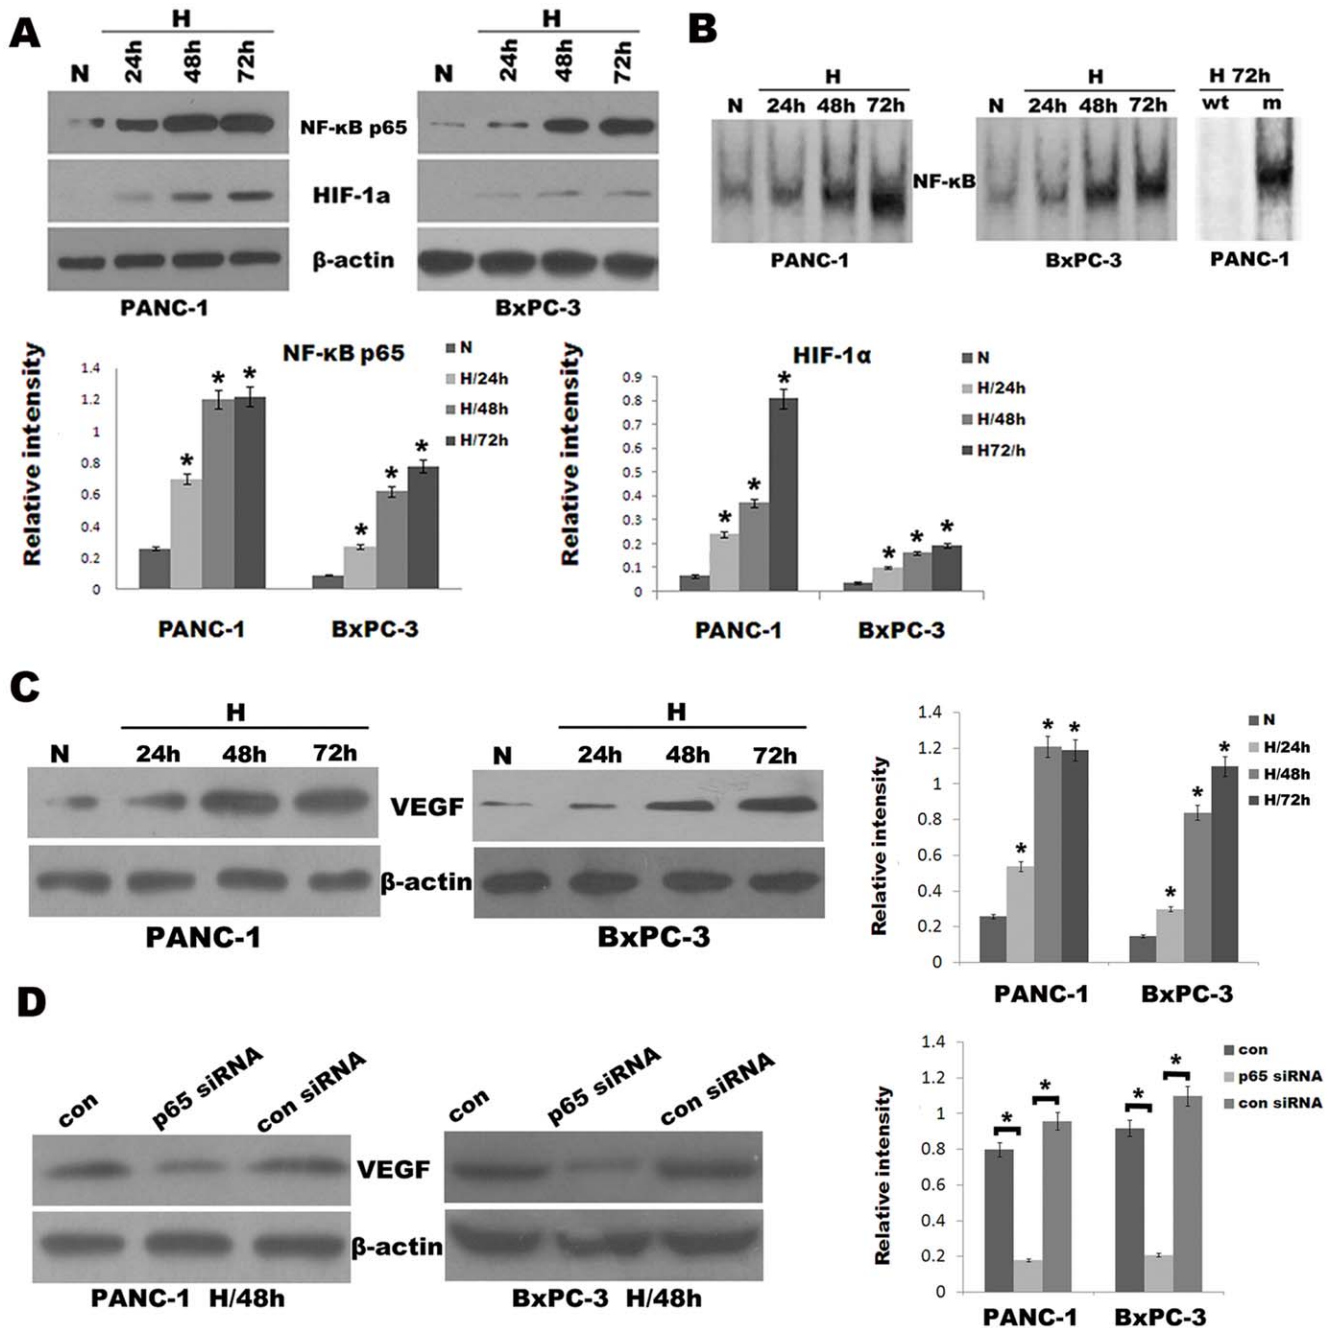 A
H
N 24h 48h 72h
H
N 24h 48h 72h
NF-κB p65
HIF-1a
β-actin
PANC-1
BxPC-3
B
H
N 24h 48h 72h
H
N 24h 48h 72h
H 72h
wt m
NF-κB
PANC-1
BxPC-3
PANC-1
Relative intensity
NF-κB p65
1.4
1.2
1
0.8
0.6
0.4
0.2
0
* * * * * *
N
H/24h
H/48h
H/72h
PANC-1
BxPC-3
Relative intensity
HIF-1α
0.9
0.8
0.7
0.6
0.5
0.4
0.3
0.2
0.1
0
* * * * * *
N
H/24h
H/48h
H72/h
PANC-1
BxPC-3
C
H
N 24h 48h 72h
H
N 24h 48h 72h
VEGF
β-actin
PANC-1
BxPC-3
Relative intensity
1.4
1.2
1
0.8
0.6
0.4
0.2
0
* * * * * *
N
H/24h
H/48h
H/72h
PANC-1
BxPC-3
D
con p65 siRNA con siRNA
con p65 siRNA con siRNA
VEGF
β-actin
PANC-1 H/48h
BxPC-3 H/48h
Relative intensity
1.4
1.2
1
0.8
0.6
0.4
0.2
0
* * * *
con
p65 siRNA
con siRNA
PANC-1
BxPC-3